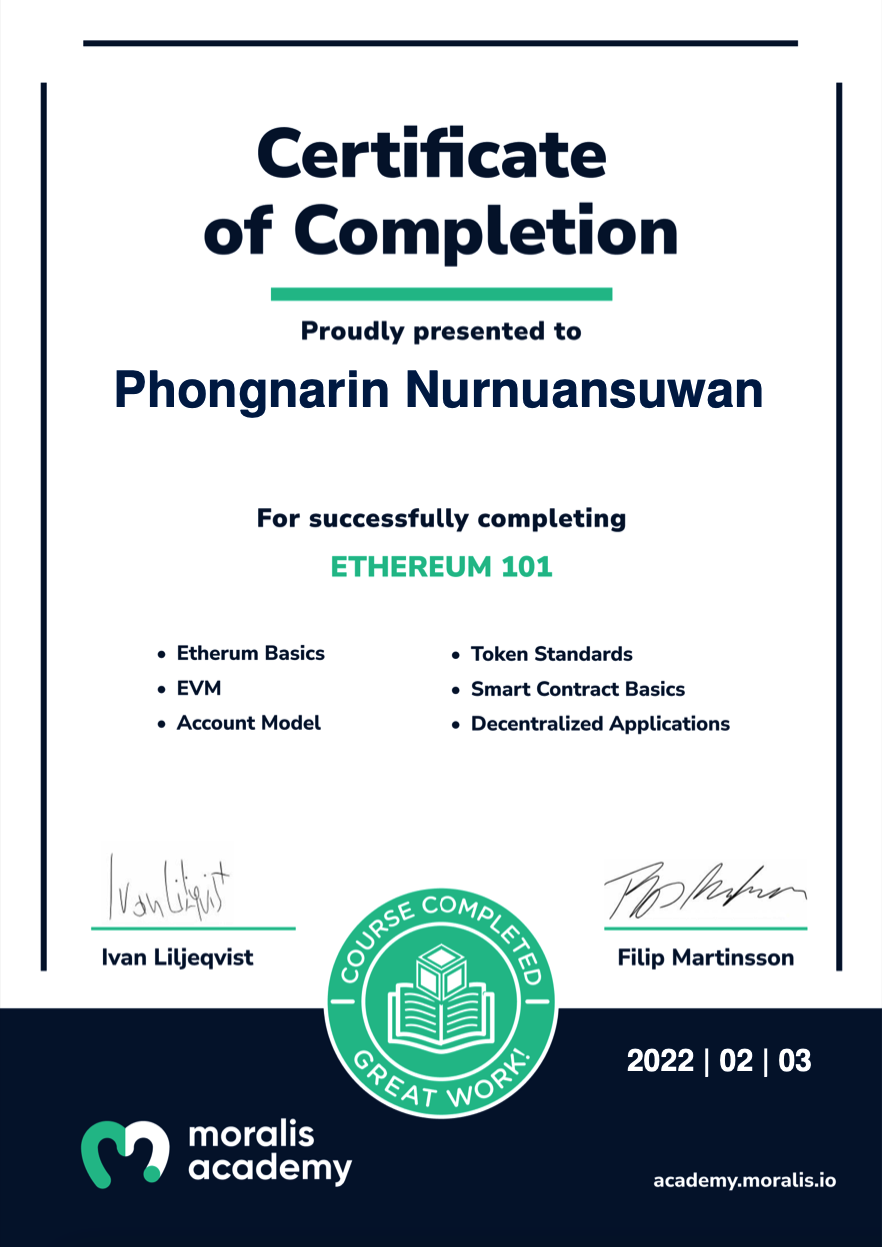 Certificate
of Completion
Proudly presented to
Phongnarin Nurnuansuwan
For successfully completing
ETHEREUM 101
• Etherum Basics
• EVM
• Account Model
• Token Standards
• Smart Contract Basics
• Decentralized Applications
Ivan Liljeqvist
Ivan Liljeqvist
Filip Martinsson
COURSE COMPLETED
GREAT WORK!
2022 | 02 | 03
moralis
academy
academy.moralis.io